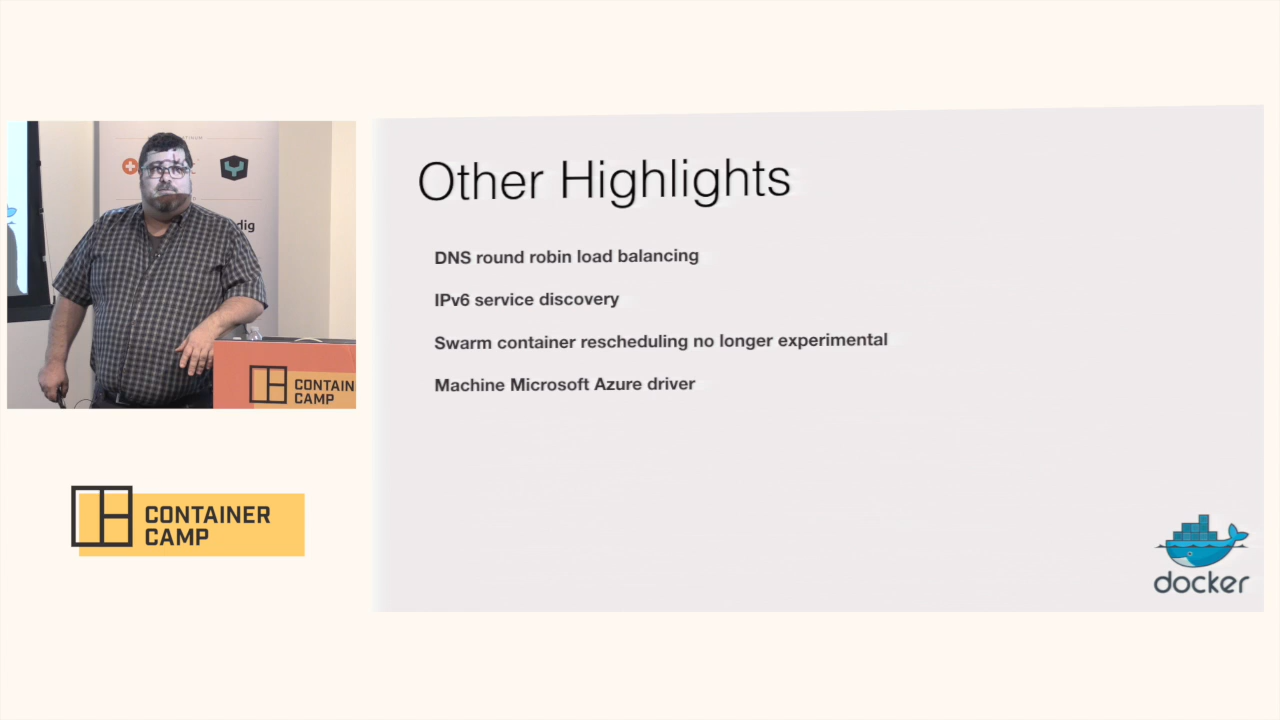 dig
CONTAIN
CAMP
CONTAINER
CAMP
Other Highlights
DNS round robin load balancing
IPv6 service discovery
Swarm container rescheduling no longer experimental
Machine Microsoft Azure driver
docker